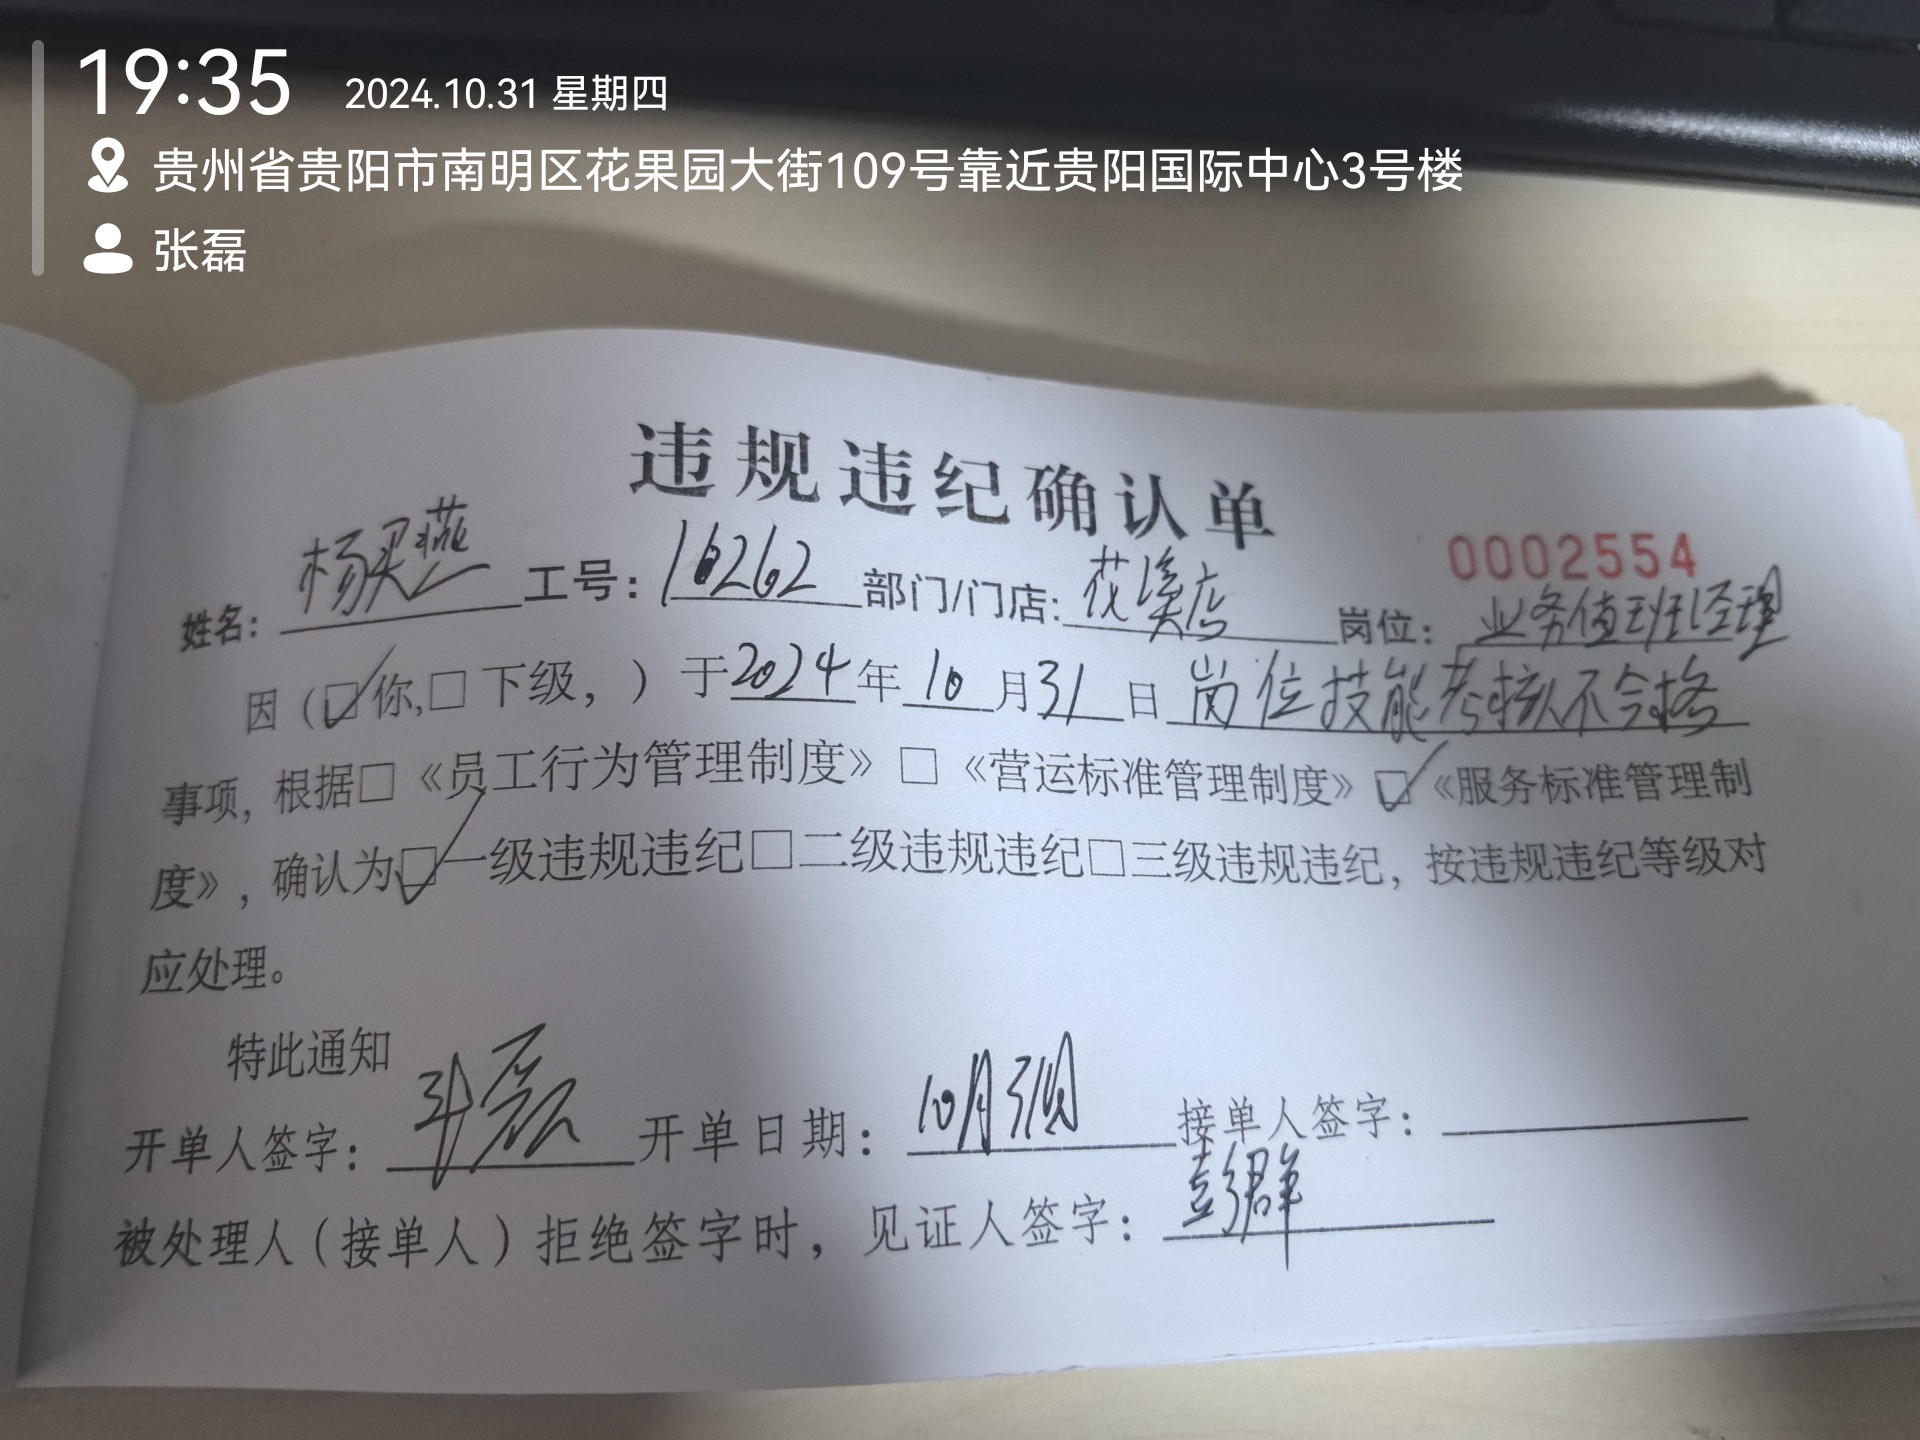 19:35 2024.10.31 星期四
贵州省贵阳市南明区花果园大街109号靠近贵阳国际中心3号楼
张磊
违规违纪确认单
0002554
姓名：杨买燕 工号：16262 部门/门店：花溪店 岗位：业务值班经理
因（☑你,□下级，）于2024年10月31日岗位技能考核不合格
事项，根据□《员工行为管理制度》□《营运标准管理制度》☑《服务标准管理制
度》，确认为☑一级违规违纪□二级违规违纪□三级违规违纪，按违规违纪等级对
应处理。
特此通知
开单人签字： 开单日期：10月31日 接单人签字：
被处理人（接单人）拒绝签字时，见证人签字：彭群